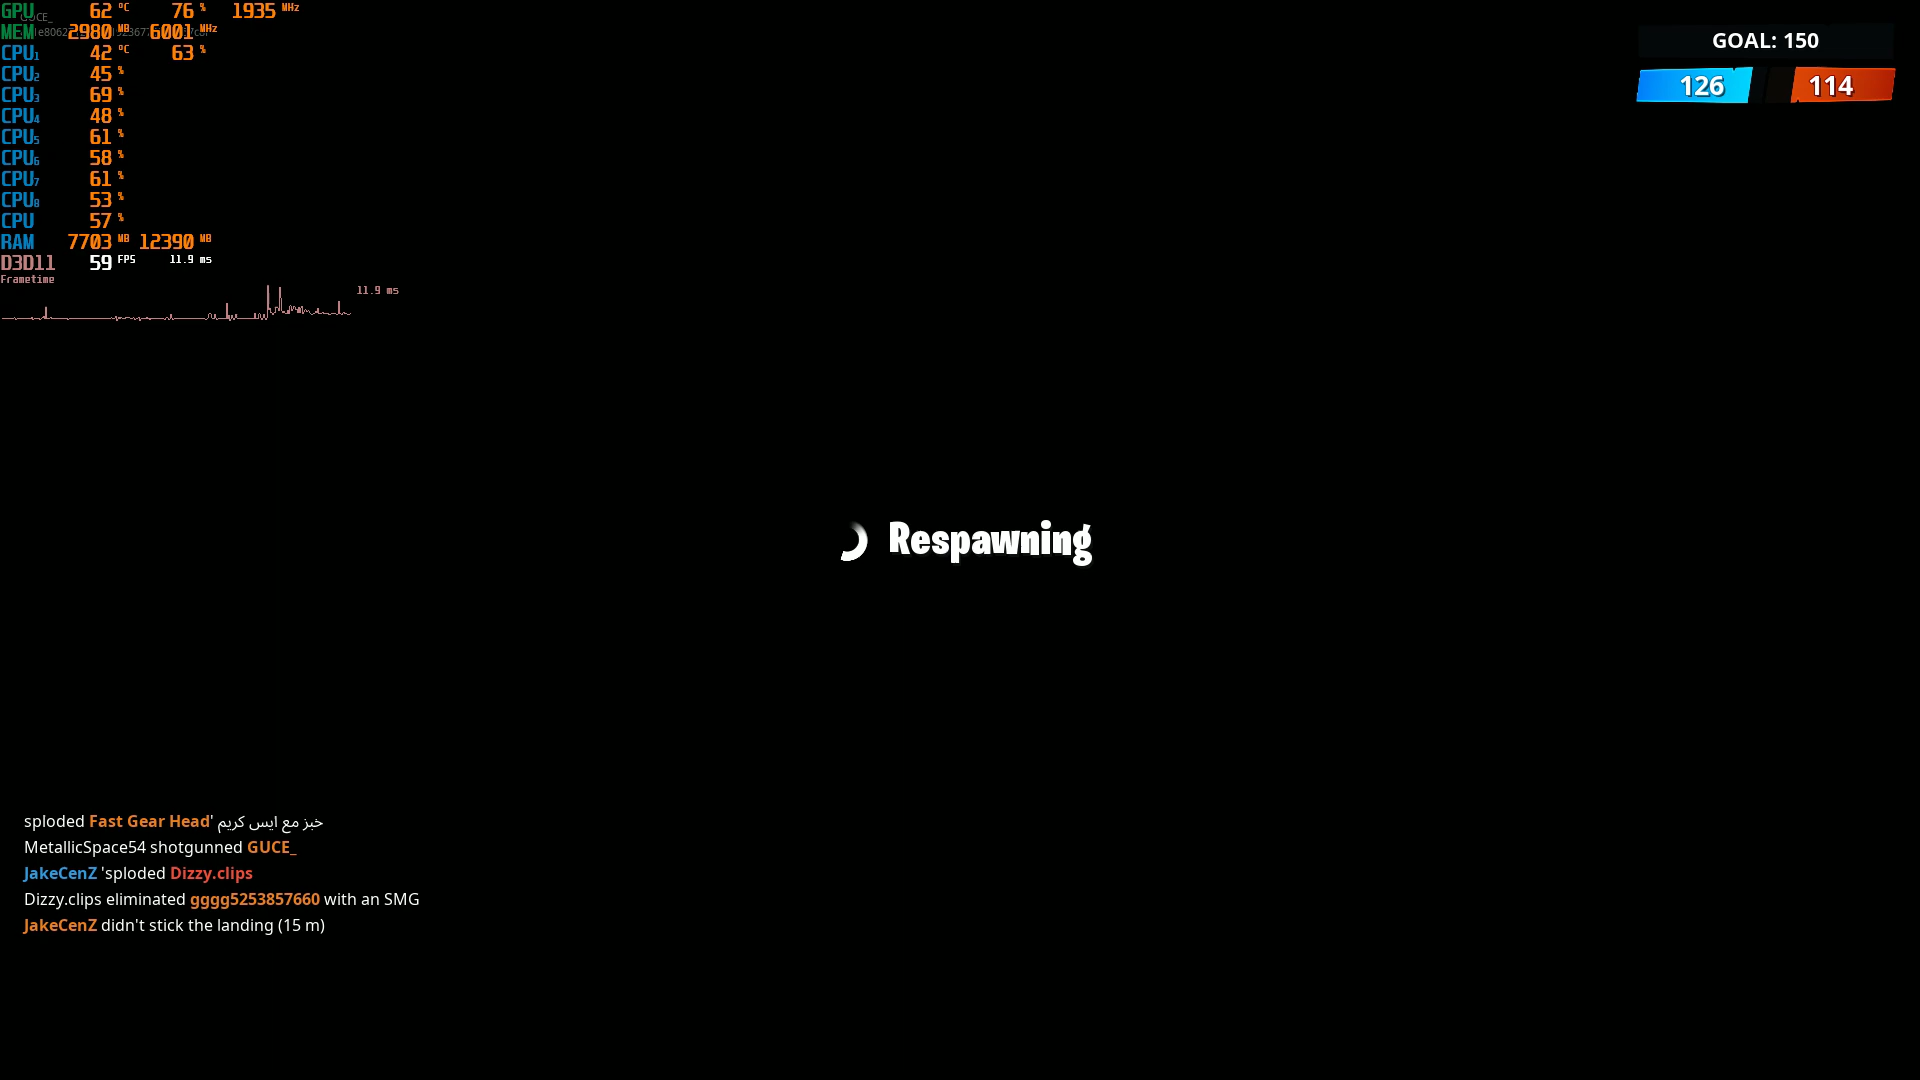 GPU 62 °C 76 % 1935 MHz
MEM 2980 MB 6001 MHz
CPU1 42 °C 63 %
CPU2 45 %
CPU3 69 %
CPU4 48 %
CPU5 61 %
CPU6 58 %
CPU7 61 %
CPU8 53 %
CPU 57 %
RAM 7703 MB 12390 MB
D3D11 59 FPS 11.9 ms
Frametime
11.9 ms
GOAL: 150
126 114
Respawning
sploded Fast Gear Head' خبز مع ايس كريم
MetallicSpace54 shotgunned GUCE_
JakeCenZ 'sploded Dizzy.clips
Dizzy.clips eliminated gggg5253857660 with an SMG
JakeCenZ didn't stick the landing (15 m)